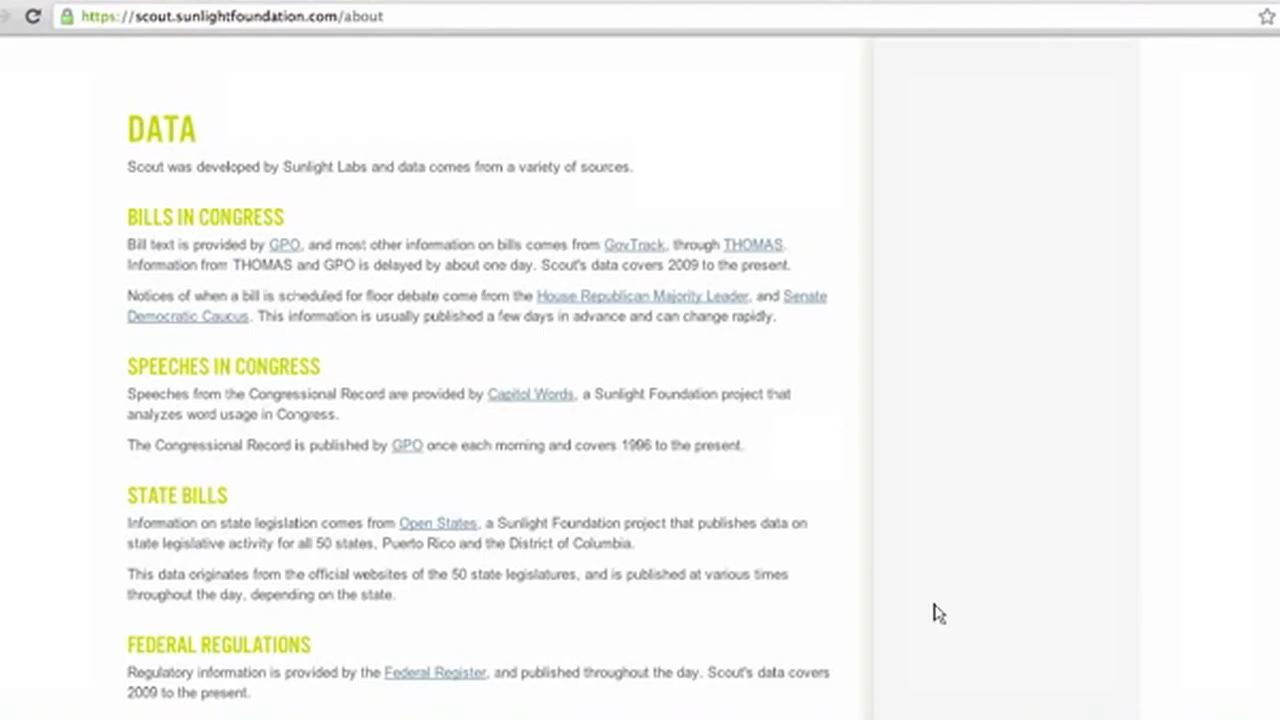 https://scout.sunlightfoundation.com/about
DATA
Scout was developed by Sunlight Labs and data comes from a variety of sources.
BILLS IN CONGRESS
Bill text is provided by GPO, and most other information on bills comes from GovTrack, through THOMAS.
Information from THOMAS and GPO is delayed by about one day. Scout's data covers 2009 to the present.
Notices of when a bill is scheduled for floor debate come from the House Republican Majority Leader, and Senate
Democratic Caucus. This information is usually published a few days in advance and can change rapidly.
SPEECHES IN CONGRESS
Speeches from the Congressional Record are provided by Capitol Words, a Sunlight Foundation project that
analyzes word usage in Congress.
The Congressional Record is published by GPO once each morning and covers 1996 to the present.
STATE BILLS
Information on state legislation comes from Open States, a Sunlight Foundation project that publishes data on
state legislative activity for all 50 states, Puerto Rico and the District of Columbia.
This data originates from the official websites of the 50 state legislatures, and is published at various times
throughout the day, depending on the state.
FEDERAL REGULATIONS
Regulatory information is provided by the Federal Register, and published throughout the day. Scout's data covers
2009 to the present.